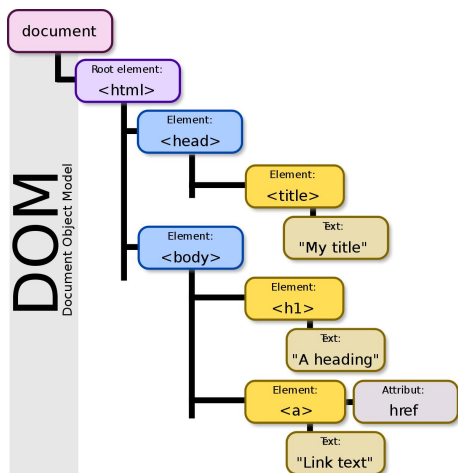 document
Root element:
<html>
Element:
<head>
Element:
<title>
Text:
"My title"
Element:
<body>
Element:
<h1>
Text:
"A heading"
Element:
<a>
Attribut:
href
Text:
"Link text"
DOM
Document Object Model